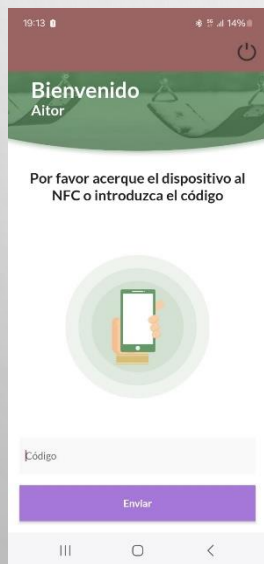 19:13
14%
Bienvenido
Aitor
Por favor acerque el dispositivo al
NFC o introduzca el código
Código
Enviar